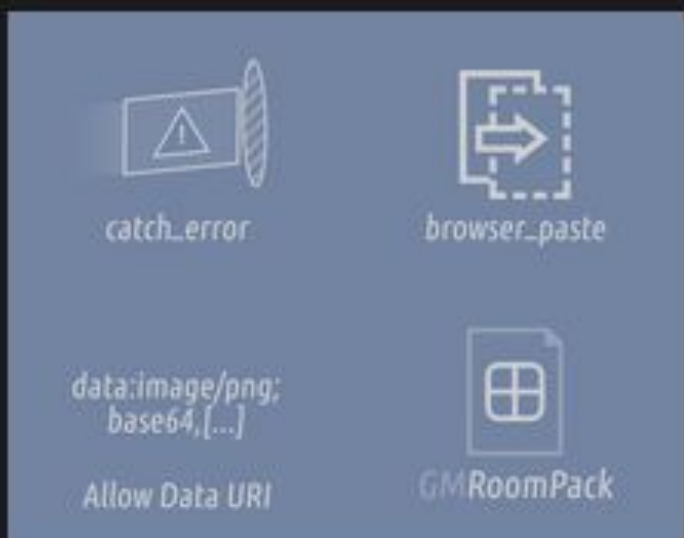 catch_error
browser_paste
data:image/png;
base64,[...]
Allow Data URI
GMRoomPack